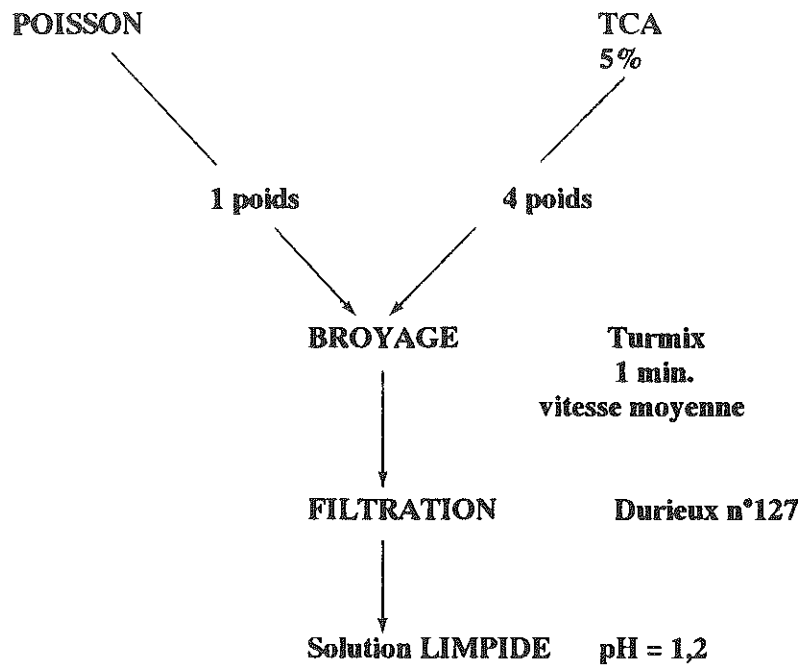 POISSON
TCA
5%
1 poids
4 poids
BROYAGE
Turmix
1 min.
vitesse moyenne
FILTRATION
Durieux n°127
Solution LIMPIDE
pH = 1,2